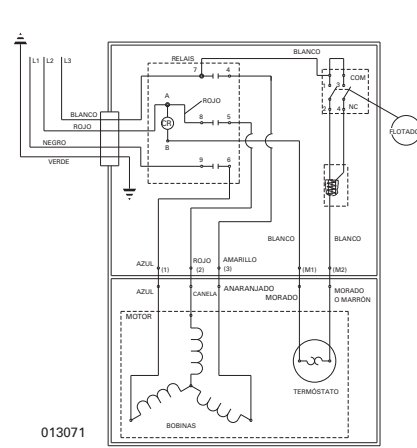 L1 L2 L3
RELAIS
BLANCO
7 4
COM
1 3
A
ROJO
BLANCO
ROJO
CR
8 5
2 4 NC
FLOTADO
NEGRO
B
VERDE
9 6
BLANCO
BLANCO
AZUL
ROJO
AMARILLO
(1)
(2)
(3)
(M1)
(M2)
AZUL
CANELA
ANARANJADO
MORADO
MORADO
O MARRÓN
MOTOR
TERMÓSTATO
BOBINAS
013071